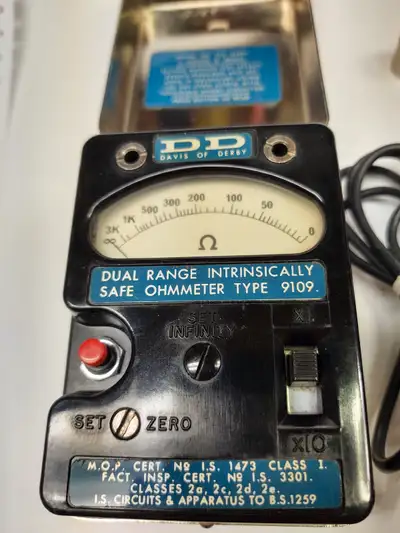 DD
DAVIS OF DERBY
∞ 3K 1K 500 300 200 100 50 0
Ω
DUAL RANGE INTRINSICALLY
SAFE OHMMETER TYPE 9109.
SET
INFINITY
X1
SET ZERO
X10
M.O.P. CERT. Nº I.S. 1473 CLASS I.
FACT. INSP. CERT. Nº I.S. 3301.
CLASSES 2a, 2c, 2d, 2e.
I.S. CIRCUITS & APPARATUS TO B.S.1259